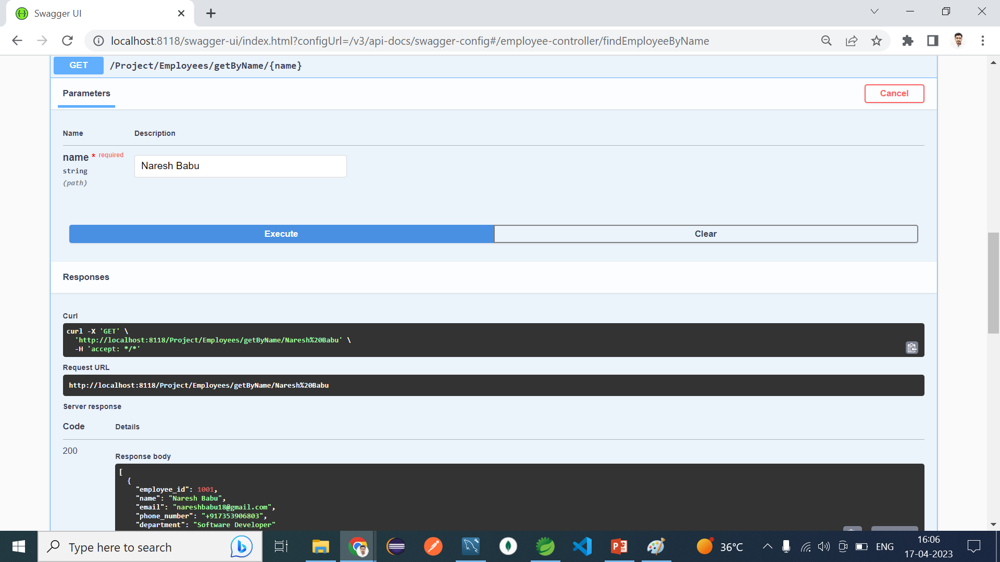 Swagger UI
localhost:8118/swagger-ui/index.html?configUrl=/v3/api-docs/swagger-config#/employee-controller/findEmployeeByName
GET /Project/Employees/getByName/{name}
Parameters
Cancel
Name Description
name * required
string
(path)
Naresh Babu
Execute
Clear
Responses
Curl
curl -X 'GET' \
'http://localhost:8118/Project/Employees/getByName/Naresh%20Babu' \
-H 'accept: */*'
Request URL
http://localhost:8118/Project/Employees/getByName/Naresh%20Babu
Server response
Code Details
200
Response body
[
{
"employee_id": 1001,
"name": "Naresh Babu",
"email": "nareshbabu18@gmail.com",
"phone_number": "+917353906803",
"department": "Software Developer"
Type here to search
36°C
ENG
16:06
17-04-2023